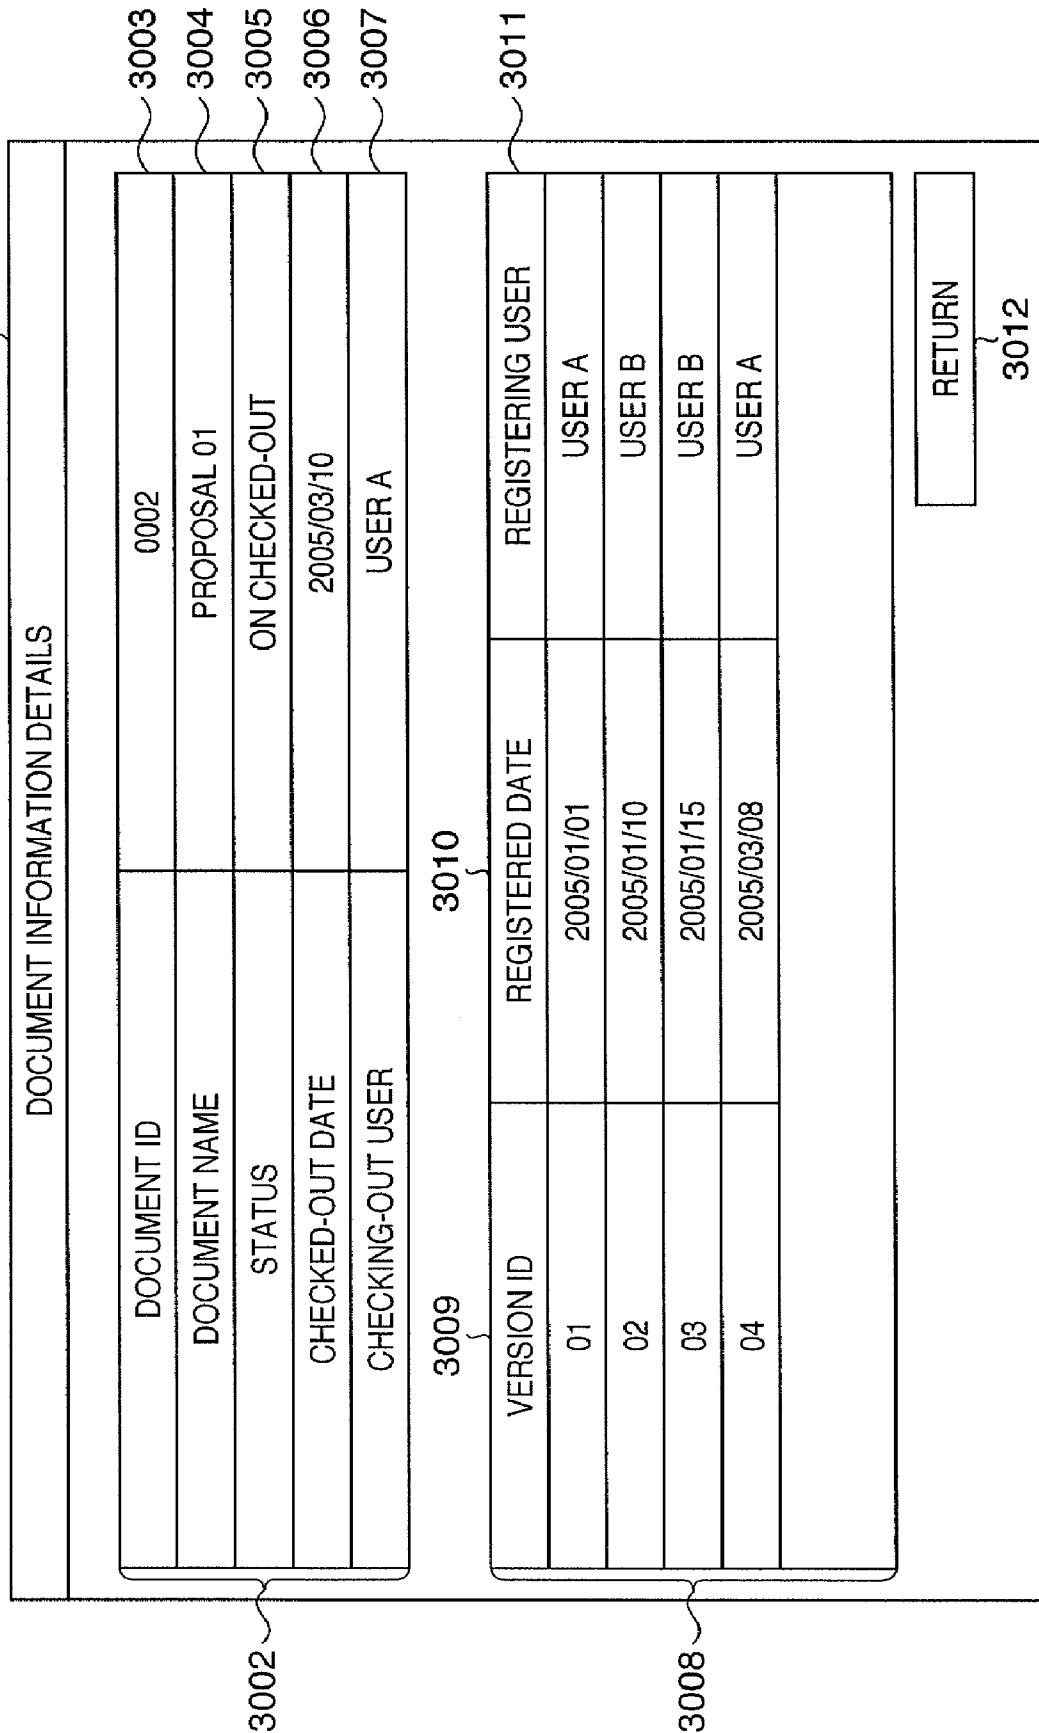 DOCUMENT INFORMATION DETAILS
DOCUMENT ID 0002 3003
DOCUMENT NAME PROPOSAL 01 3004
3002 STATUS ON CHECKED-OUT 3005
CHECKED-OUT DATE 2005/03/10 3006
CHECKING-OUT USER USER A 3007
3009 3010
VERSION ID REGISTERED DATE REGISTERING USER 3011
01 2005/01/01 USER A
02 2005/01/10 USER B
3008 03 2005/01/15 USER B
04 2005/03/08 USER A
RETURN
3012